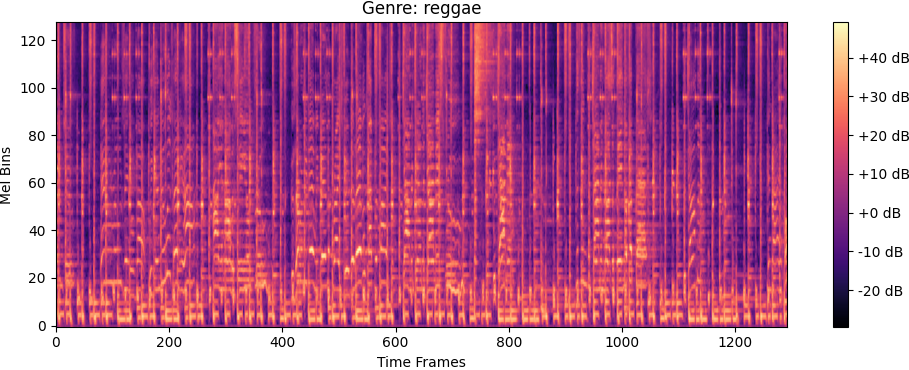 Genre: reggae
Mel Bins
120
100
80
60
40
20
0
0 200 400 600 800 1000 1200
Time Frames
+40 dB
+30 dB
+20 dB
+10 dB
+0 dB
-10 dB
-20 dB